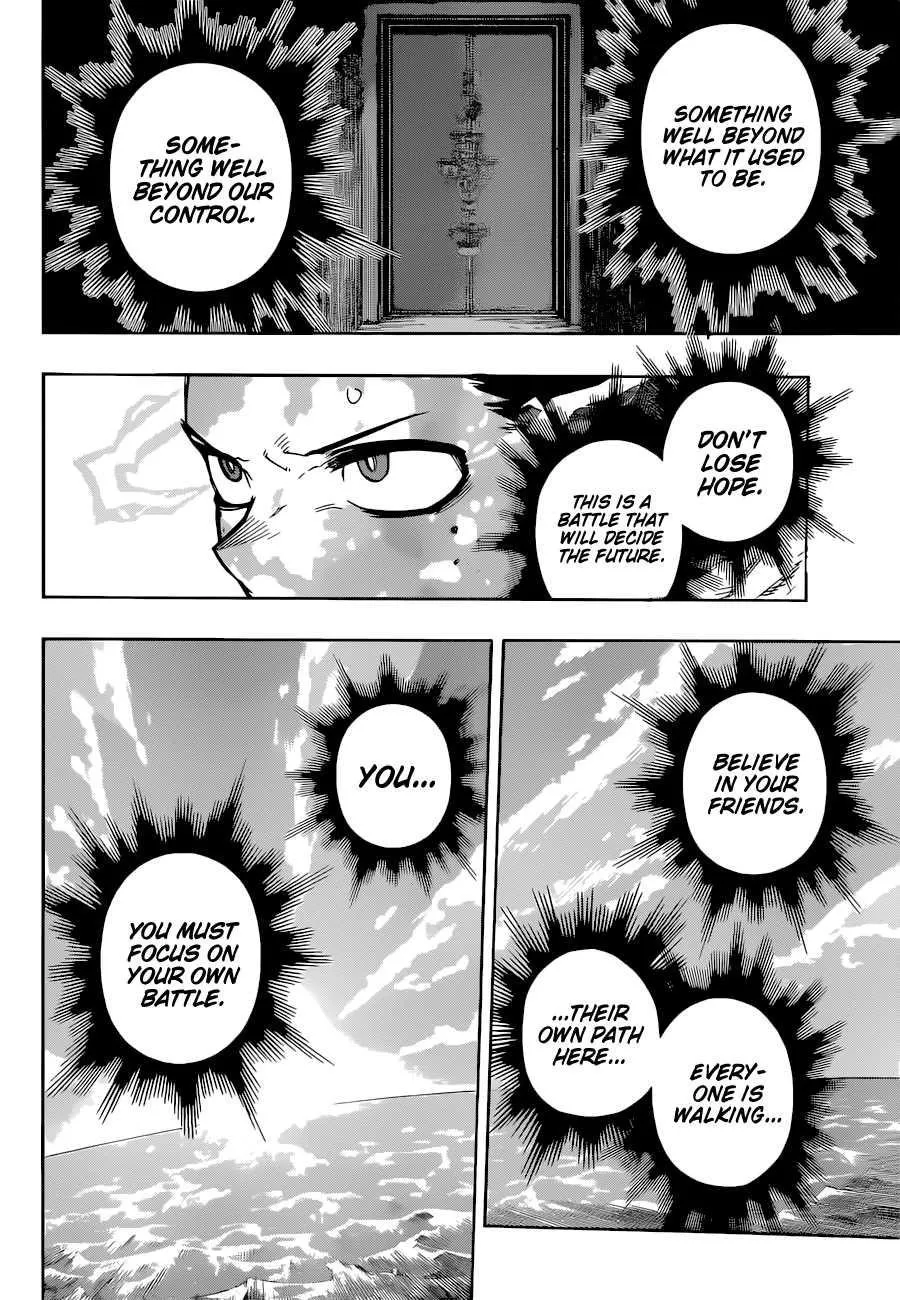 SOMETHING
WELL BEYOND
WHAT IT USED
TO BE.
SOME-
THING WELL
BEYOND OUR
CONTROL.
DON'T
LOSE
HOPE.
THIS IS A
BATTLE THAT
WILL DECIDE
THE FUTURE.
BELIEVE
IN YOUR
FRIENDS.
EVERY-
ONE IS
WALKING...
...THEIR
OWN PATH
HERE...
YOU...
YOU MUST
FOCUS ON
YOUR OWN
BATTLE.